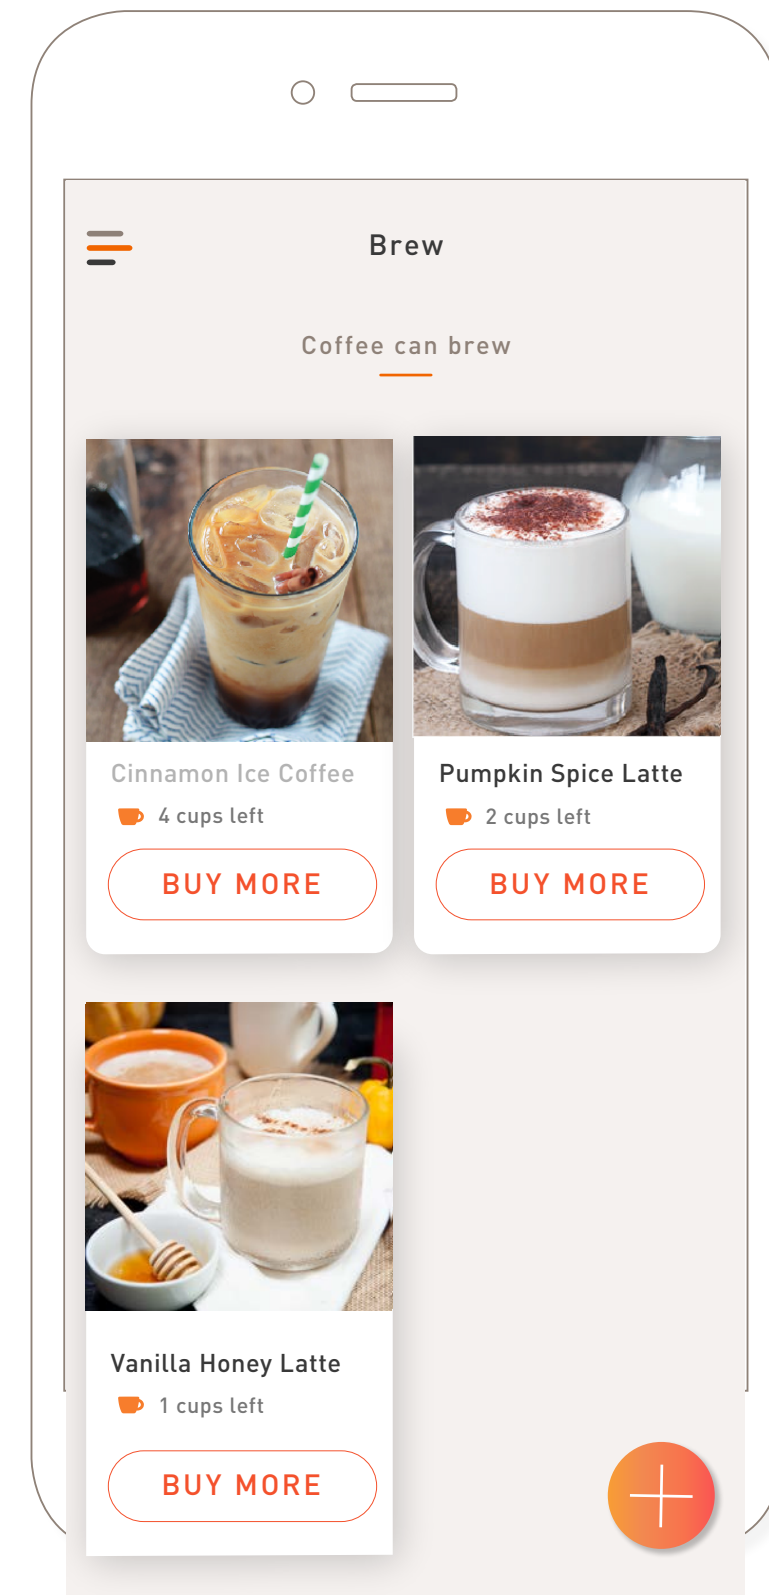 Brew
Coffee can brew
Cinnamon Ice Coffee
4 cups left
BUY MORE
Pumpkin Spice Latte
2 cups left
BUY MORE
Vanilla Honey Latte
1 cups left
BUY MORE